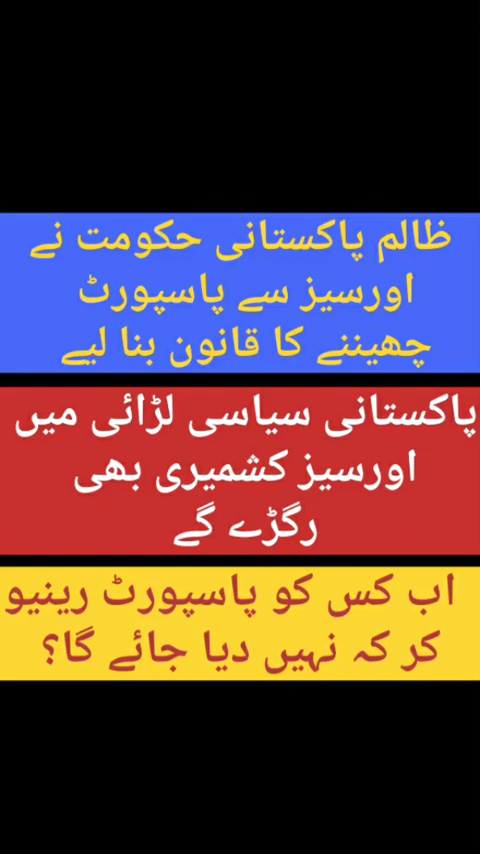 ظالم پاکستانی حکومت نے
اورسیز سے پاسپورٹ
چھیننے کا قانون بنا لیے
پاکستانی سیاسی لڑائی میں
اورسیز کشمیری بھی
رگڑے گے
اب کس کو پاسپورٹ رینیو
کر کہ نہیں دیا جائے گا؟